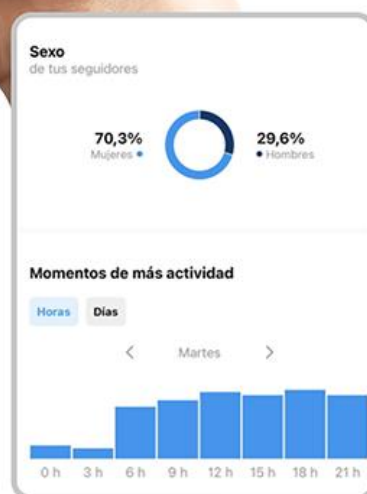 Sexo
de tus seguidores
70,3% 29,6%
Mujeres Hombres
Momentos de más actividad
Horas Días
Martes
0 h 3 h 6 h 9 h 12 h 15 h 18 h 21 h